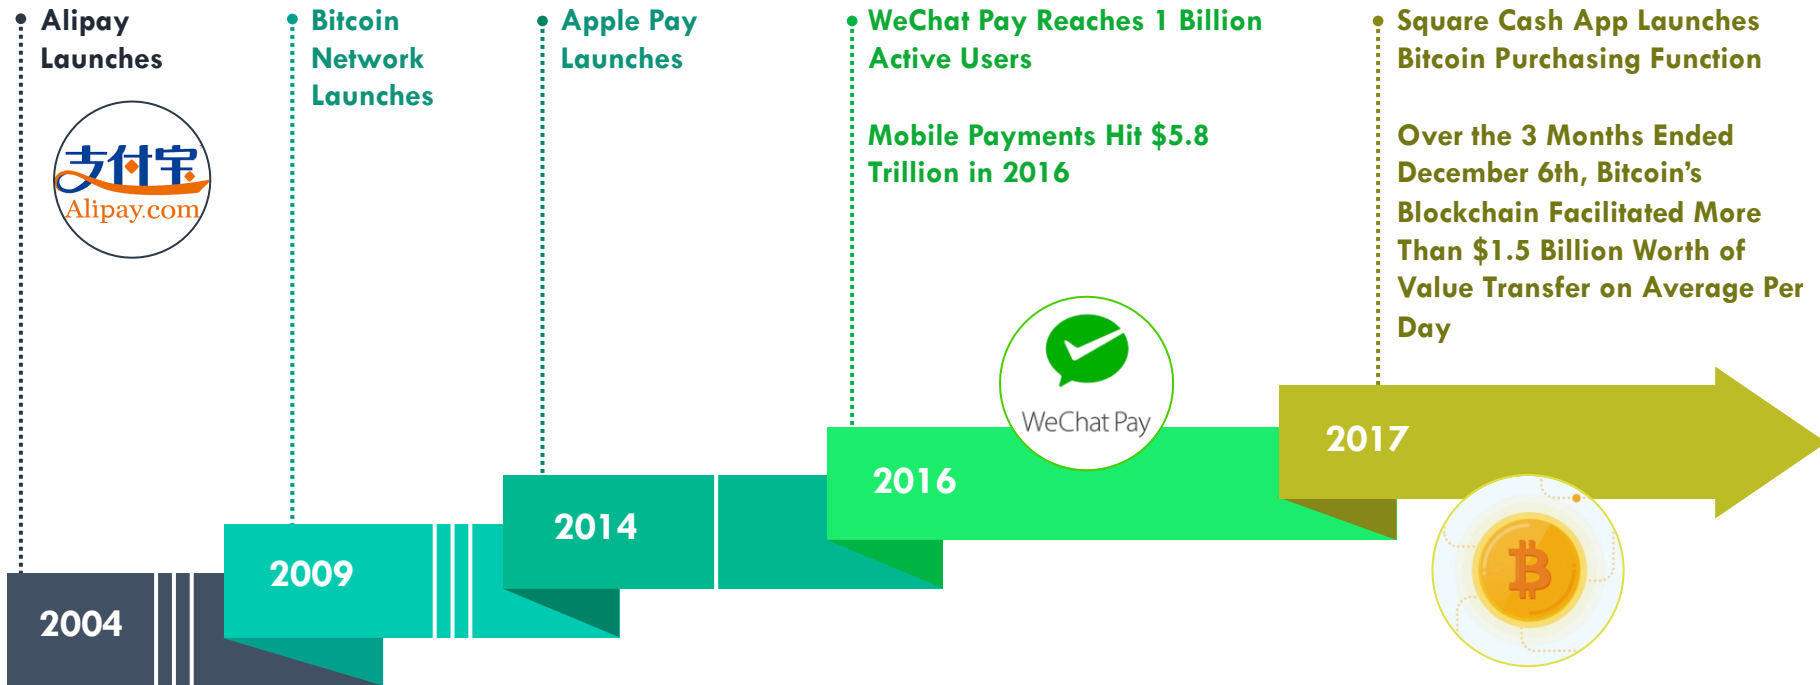 Alipay
Launches
支付宝
Alipay.com
2004
Bitcoin
Network
Launches
2009
Apple Pay
Launches
2014
WeChat Pay Reaches 1 Billion
Active Users
Mobile Payments Hit $5.8
Trillion in 2016
WeChat Pay
2016
Square Cash App Launches
Bitcoin Purchasing Function
Over the 3 Months Ended
December 6th, Bitcoin’s
Blockchain Facilitated More
Than $1.5 Billion Worth of
Value Transfer on Average Per
Day
2017